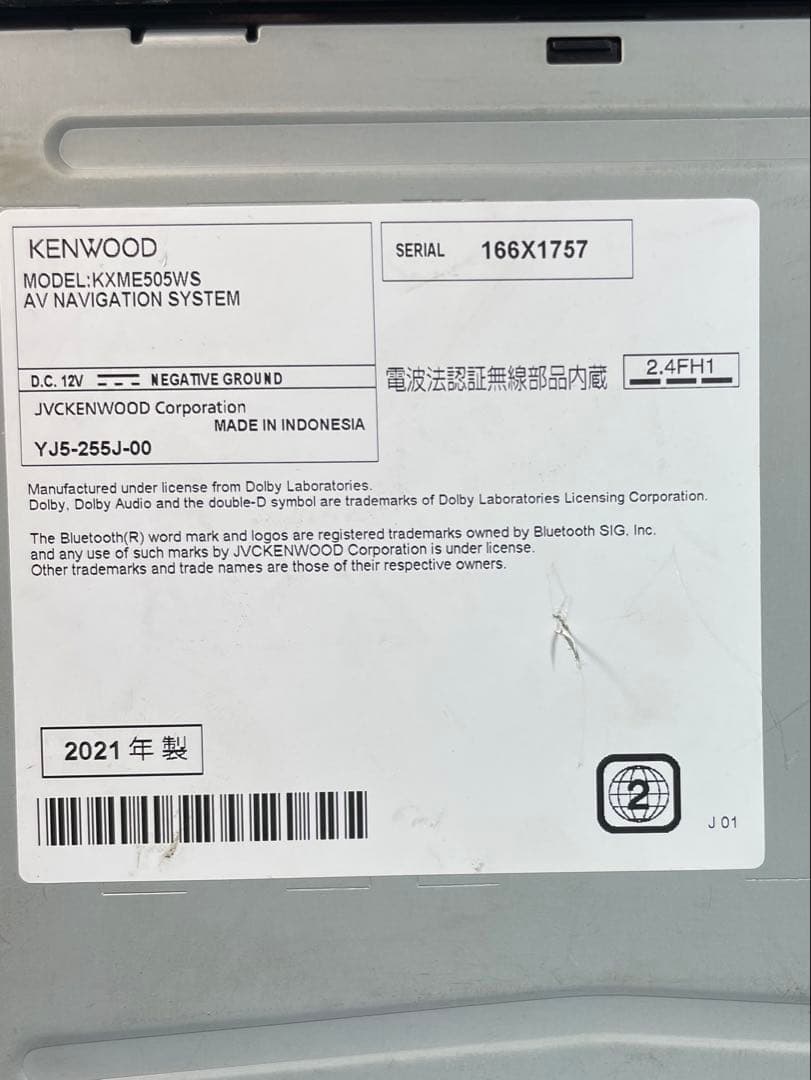 KENWOOD
MODEL:KXME505WS
AV NAVIGATION SYSTEM
SERIAL 166X1757
D.C. 12V NEGATIVE GROUND
電波法認証無線部品内蔵 2.4FH1
JVCKENWOOD Corporation
MADE IN INDONESIA
YJ5-255J-00
Manufactured under license from Dolby Laboratories.
Dolby, Dolby Audio and the double-D symbol are trademarks of Dolby Laboratories Licensing Corporation.
The Bluetooth(R) word mark and logos are registered trademarks owned by Bluetooth SIG, Inc.
and any use of such marks by JVCKENWOOD Corporation is under license.
Other trademarks and trade names are those of their respective owners.
2021 年 製
2
J 01